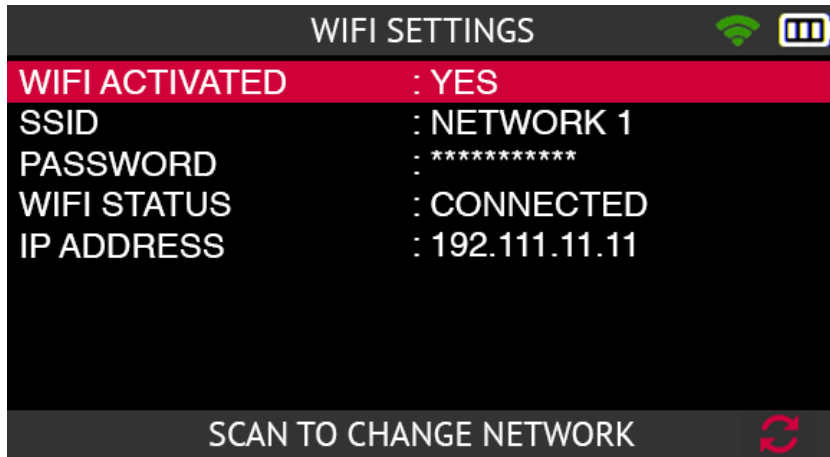 WIFI SETTINGS
WIFI ACTIVATED : YES
SSID : NETWORK 1
PASSWORD : ***********
WIFI STATUS : CONNECTED
IP ADDRESS : 192.111.11.11
SCAN TO CHANGE NETWORK